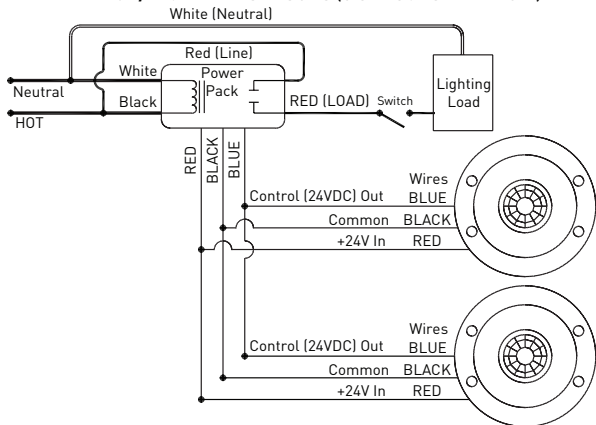 White (Neutral)
Red (Line)
White
Power
Pack
Neutral
Black
HOT
RED (LOAD)
Switch
Lighting
Load
RED
BLACK
BLUE
Wires
Control (24VDC) Out BLUE
Common BLACK
+24V In RED
Wires
Control (24VDC) Out BLUE
Common BLACK
+24V In RED